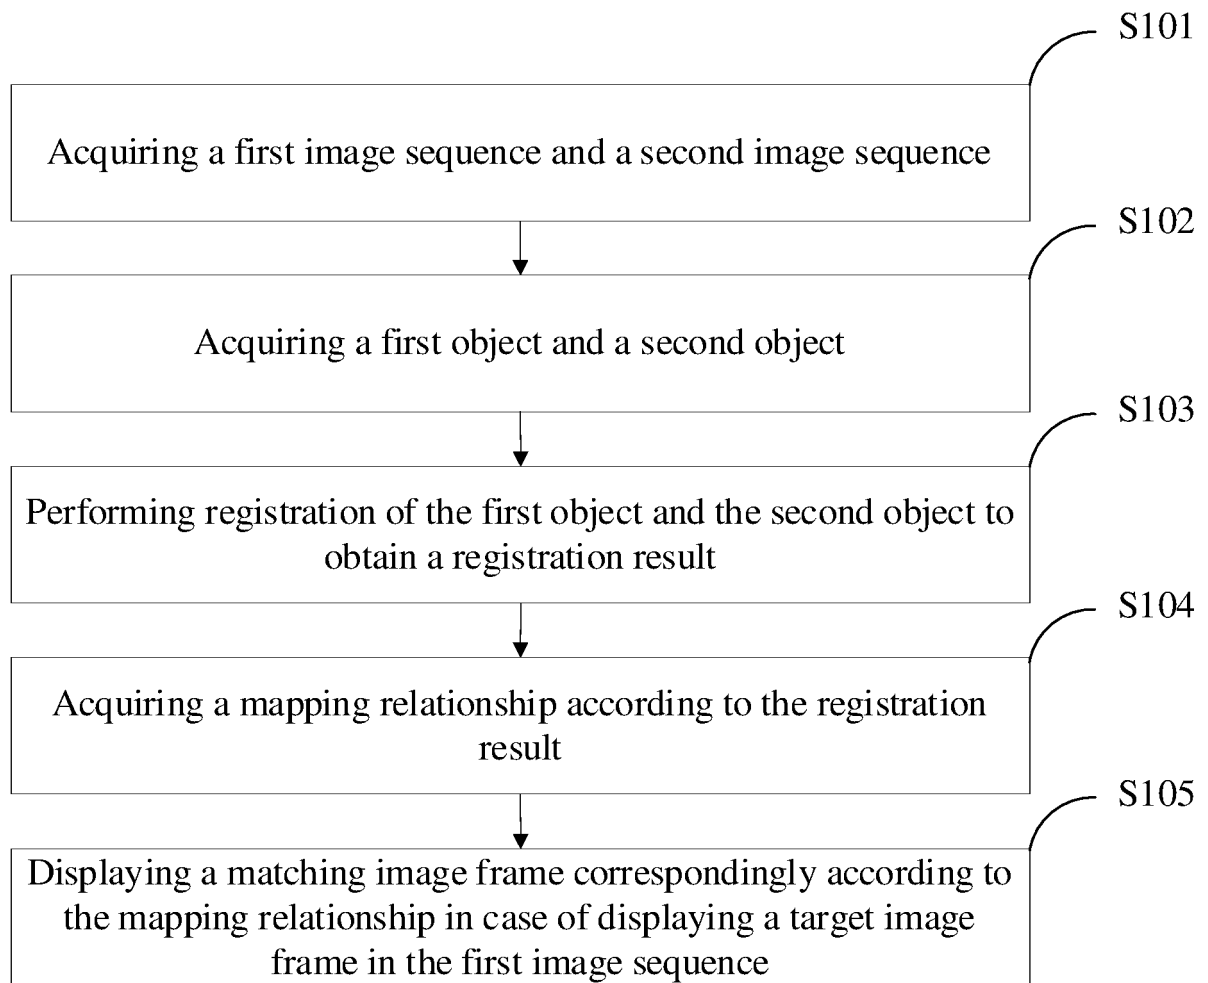 S101
Acquiring a first image sequence and a second image sequence
S102
Acquiring a first object and a second object
S103
Performing registration of the first object and the second object to
obtain a registration result
S104
Acquiring a mapping relationship according to the registration
result
S105
Displaying a matching image frame correspondingly according to
the mapping relationship in case of displaying a target image
frame in the first image sequence